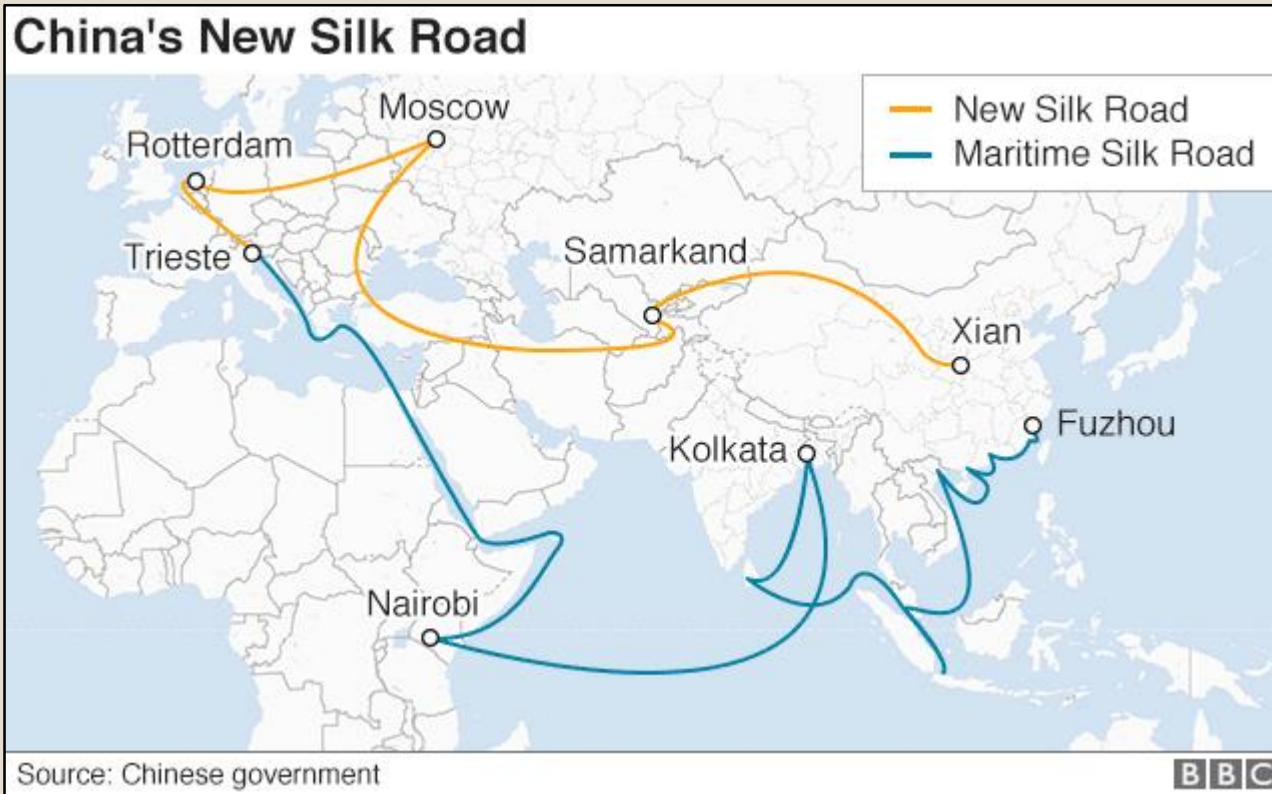 China's New Silk Road
New Silk Road
Maritime Silk Road
Moscow
Rotterdam
Trieste
Samarkand
Xian
Fuzhou
Kolkata
Nairobi
Source: Chinese government
BBC